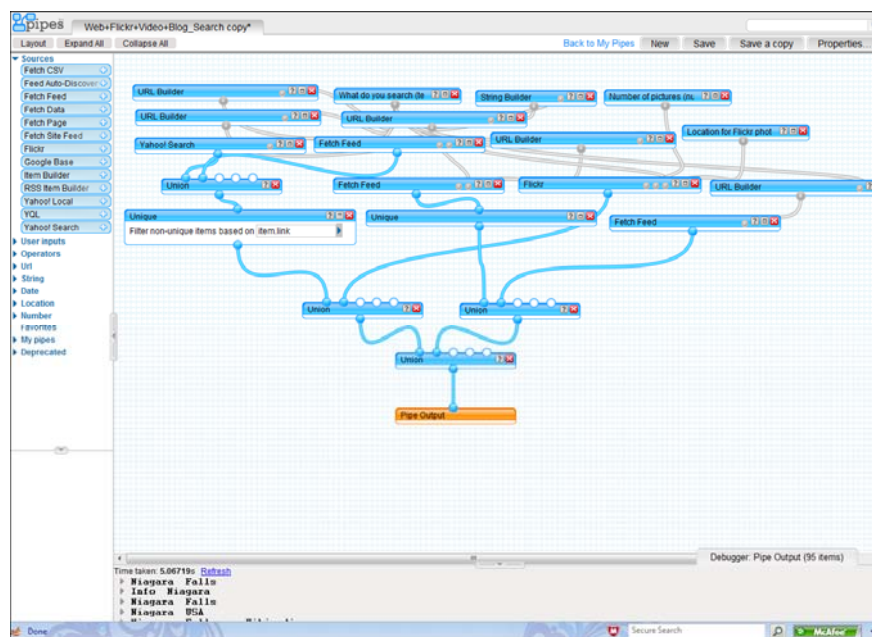 pipes Web+Flickr+Video+Blog_Search copy*
Layout Expand All Collapse All Back to My Pipes New Save Save a copy Properties...
Sources
Fetch CSV
Feed Auto-Discover
Fetch Feed
Fetch Data
Fetch Page
Fetch Site Feed
Flickr
Google Base
Item Builder
RSS Item Builder
Yahoo! Local
YQL
Yahoo! Search
User inputs
Operators
Url
String
Date
Location
Number
Favorites
My pipes
Deprecated
URL Builder What do you search (te String Builder Number of pictures (nu
URL Builder URL Builder
Yahoo! Search Fetch Feed URL Builder Location for Flickr phot
Union Fetch Feed Flickr URL Builder
Unique Unique Fetch Feed
Filter non-unique items based on item.link
Union Union
Union
Pipe Output
Debugger: Pipe Output (95 items)
Time taken: 5.06719s Refresh
Niagara Falls
Info Niagara
Niagara Falls
Niagara USA
Done Secure Search McAfee